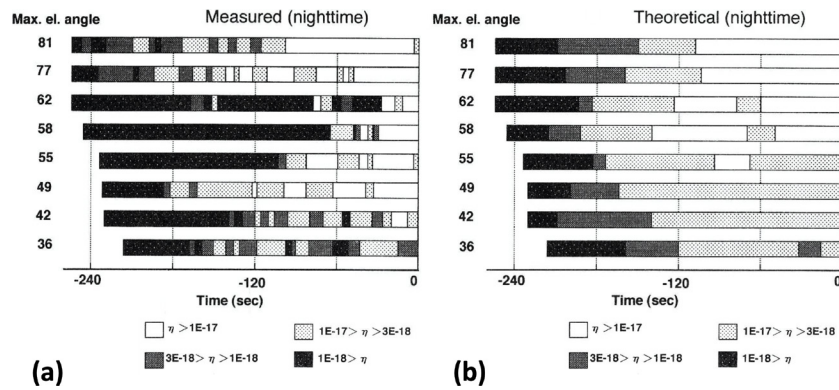 Max. el. angle Measured (nighttime)
81
77
62
58
55
49
42
36
-240 -120 0
Time (sec)
η >1E-17 1E-17> η >3E-18
3E-18> η >1E-18 1E-18> η
(a)
Max. el. angle Theoretical (nighttime)
81
77
62
58
55
49
42
36
-240 -120 0
Time (sec)
η >1E-17 1E-17> η >3E-18
3E-18> η >1E-18 1E-18> η
(b)